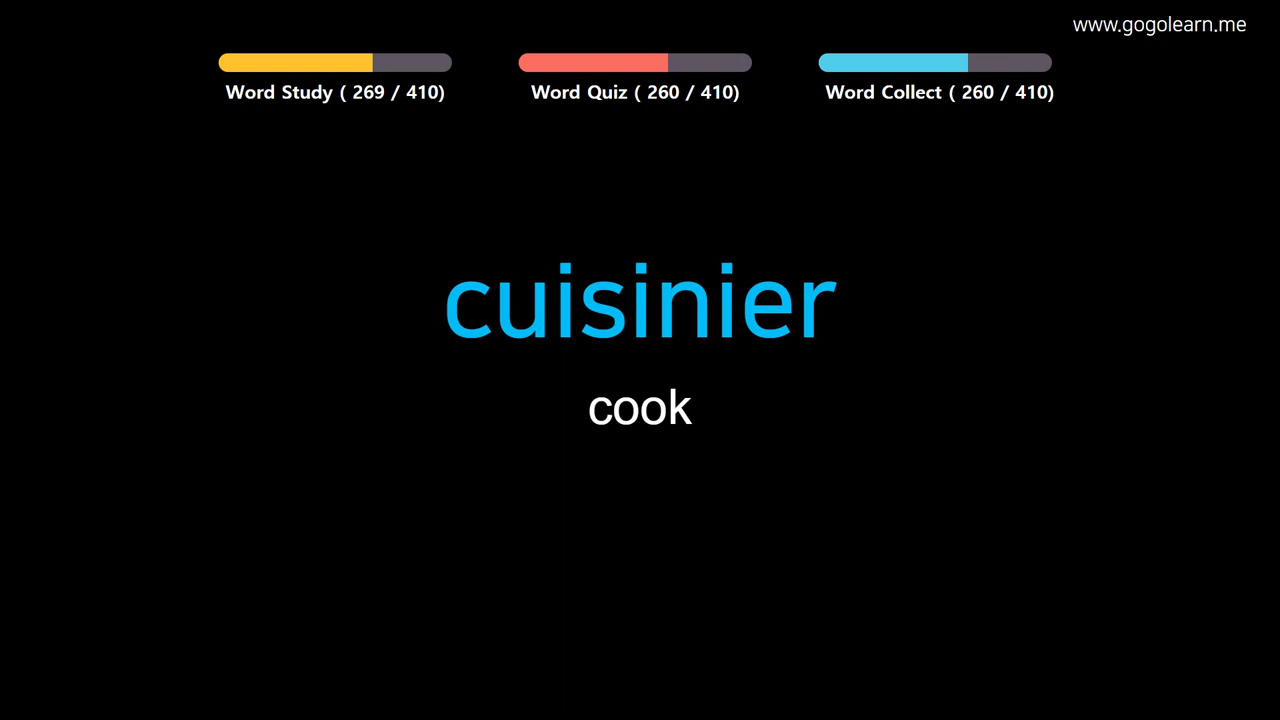 www.gogolearn.me
Word Study ( 269 / 410)
Word Quiz ( 260 / 410)
Word Collect ( 260 / 410)
cuisinier
cook